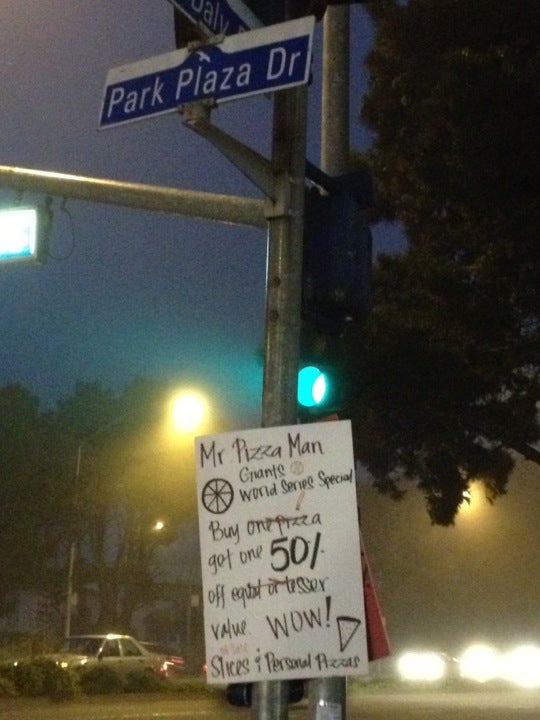 Daly
Park Plaza Dr
Mr Pizza Man
Giants
World Series Special
Buy one pizza
get one 50%
off equal or lesser
value. WOW!
Slices & Personal Pizzas